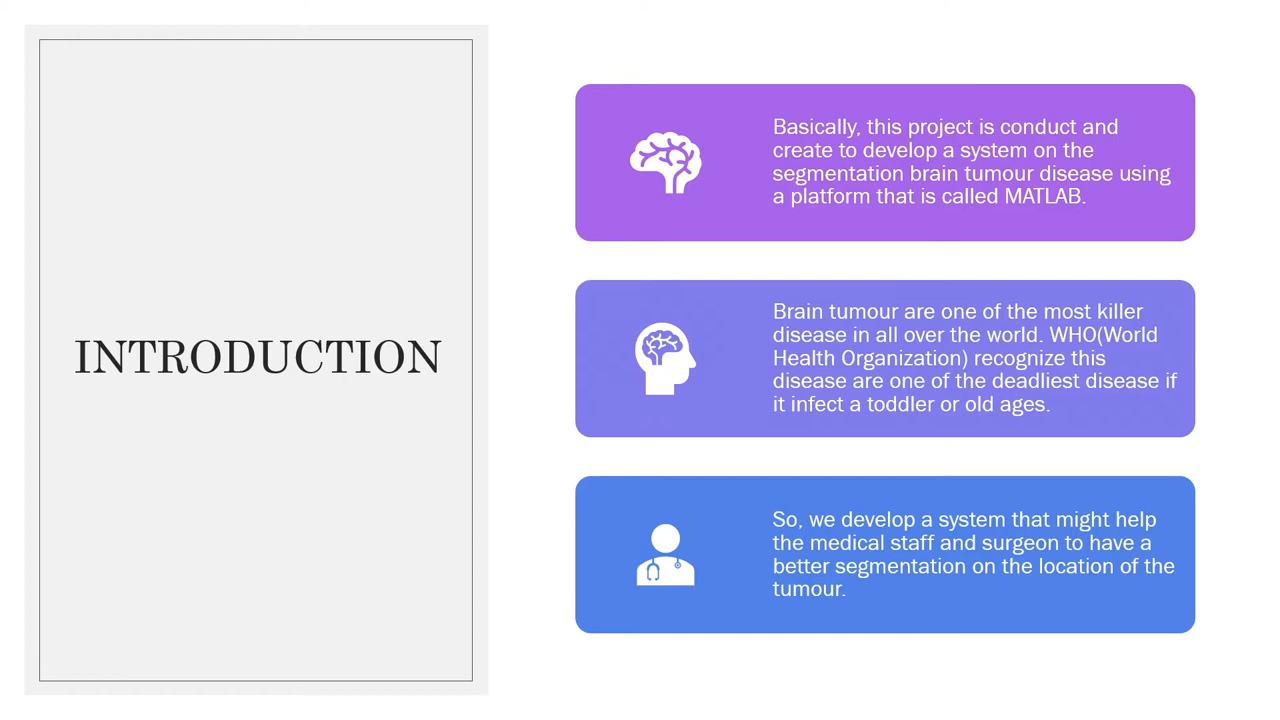 INTRODUCTION
Basically, this project is conduct and
create to develop a system on the
segmentation brain tumour disease using
a platform that is called MATLAB.
Brain tumour are one of the most killer
disease in all over the world. WHO(World
Health Organization) recognize this
disease are one of the deadliest disease if
it infect a toddler or old ages.
So, we develop a system that might help
the medical staff and surgeon to have a
better segmentation on the location of the
tumour.